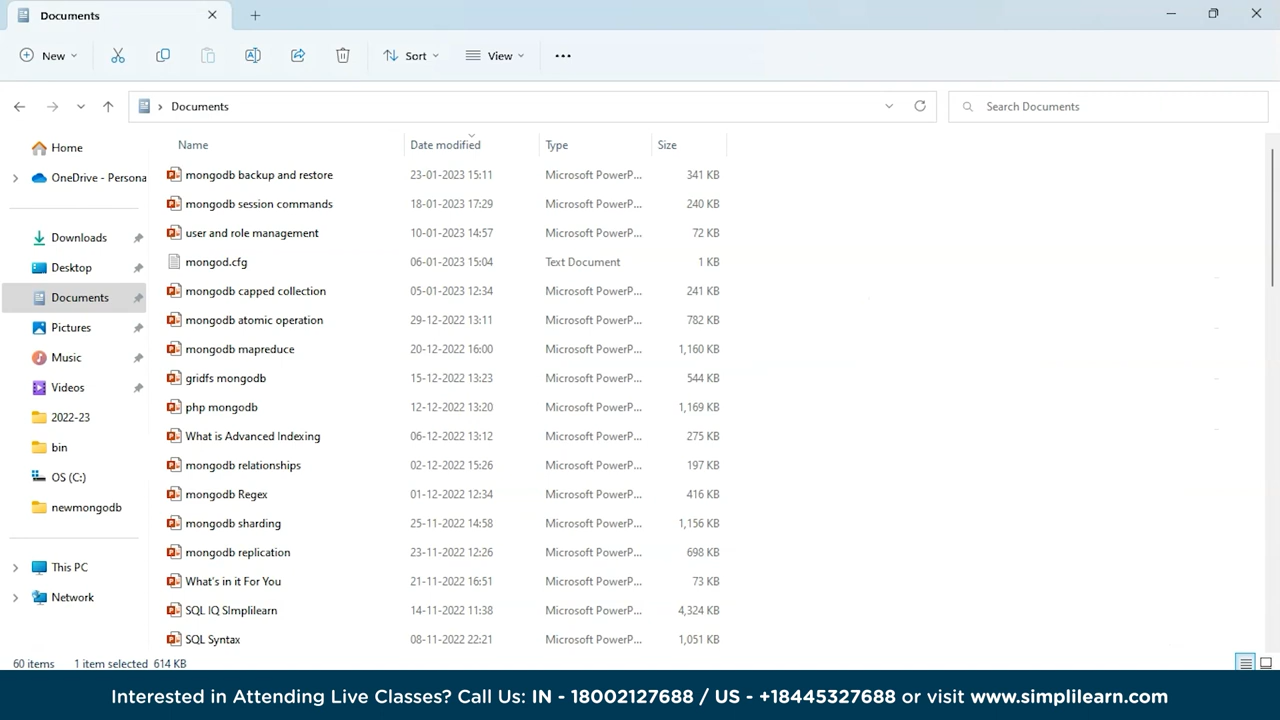 Documents
New Sort View
Documents Search Documents
Home
OneDrive - Persona
Downloads
Desktop
Documents
Pictures
Music
Videos
2022-23
bin
OS (C:)
newmongodb
This PC
Network
Name Date modified Type Size
mongodb backup and restore 23-01-2023 15:11 Microsoft PowerP... 341 KB
mongodb session commands 18-01-2023 17:29 Microsoft PowerP... 240 KB
user and role management 10-01-2023 14:57 Microsoft PowerP... 72 KB
mongod.cfg 06-01-2023 15:04 Text Document 1 KB
mongodb capped collection 05-01-2023 12:34 Microsoft PowerP... 241 KB
mongodb atomic operation 29-12-2022 13:11 Microsoft PowerP... 782 KB
mongodb mapreduce 20-12-2022 16:00 Microsoft PowerP... 1,160 KB
gridfs mongodb 15-12-2022 13:23 Microsoft PowerP... 544 KB
php mongodb 12-12-2022 13:20 Microsoft PowerP... 1,169 KB
What is Advanced Indexing 06-12-2022 13:12 Microsoft PowerP... 275 KB
mongodb relationships 02-12-2022 15:26 Microsoft PowerP... 197 KB
mongodb Regex 01-12-2022 12:34 Microsoft PowerP... 416 KB
mongodb sharding 25-11-2022 14:58 Microsoft PowerP... 1,156 KB
mongodb replication 23-11-2022 12:26 Microsoft PowerP... 698 KB
What's in it For You 21-11-2022 16:51 Microsoft PowerP... 73 KB
SQL IQ SImplilearn 14-11-2022 11:38 Microsoft PowerP... 4,324 KB
SQL Syntax 08-11-2022 22:21 Microsoft PowerP... 1,051 KB
60 items 1 item selected 614 KB
Interested in Attending Live Classes? Call Us: IN - 18002127688 / US - +18445327688 or visit www.simplilearn.com